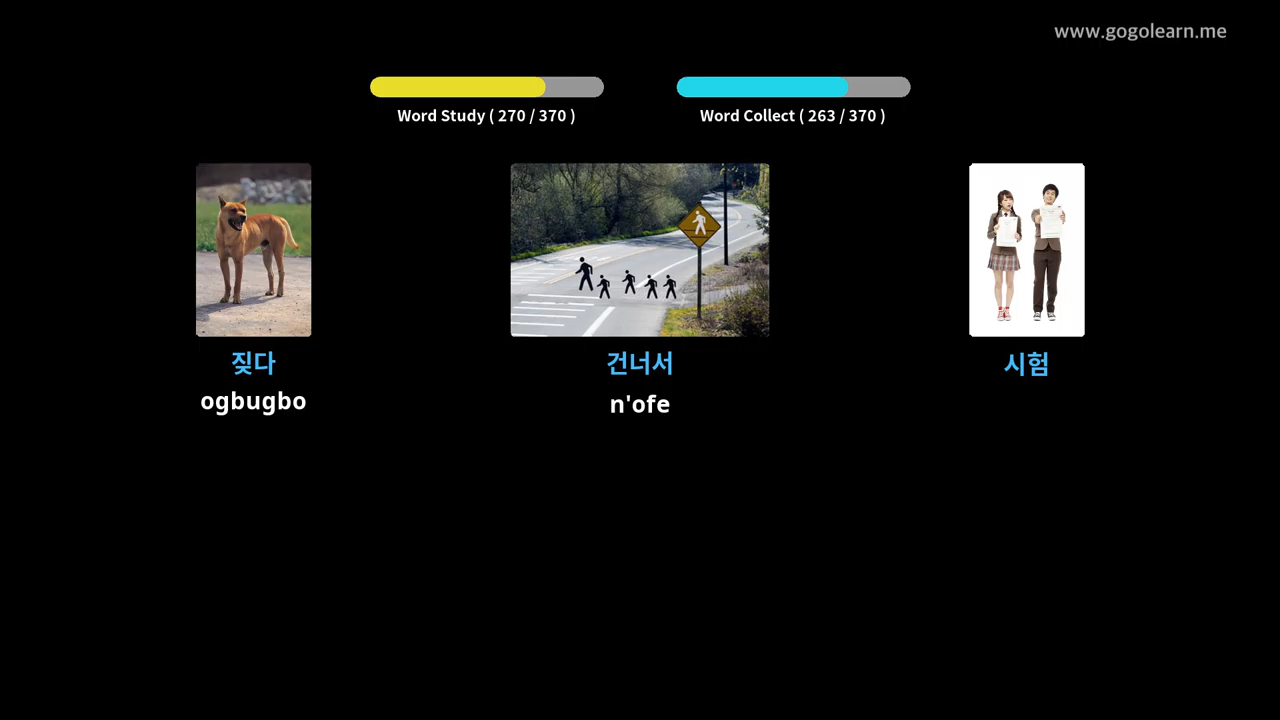 www.gogolearn.me
Word Study ( 270 / 370 )
Word Collect ( 263 / 370 )
짖다
건너서
시험
ogbugbo
n'ofe